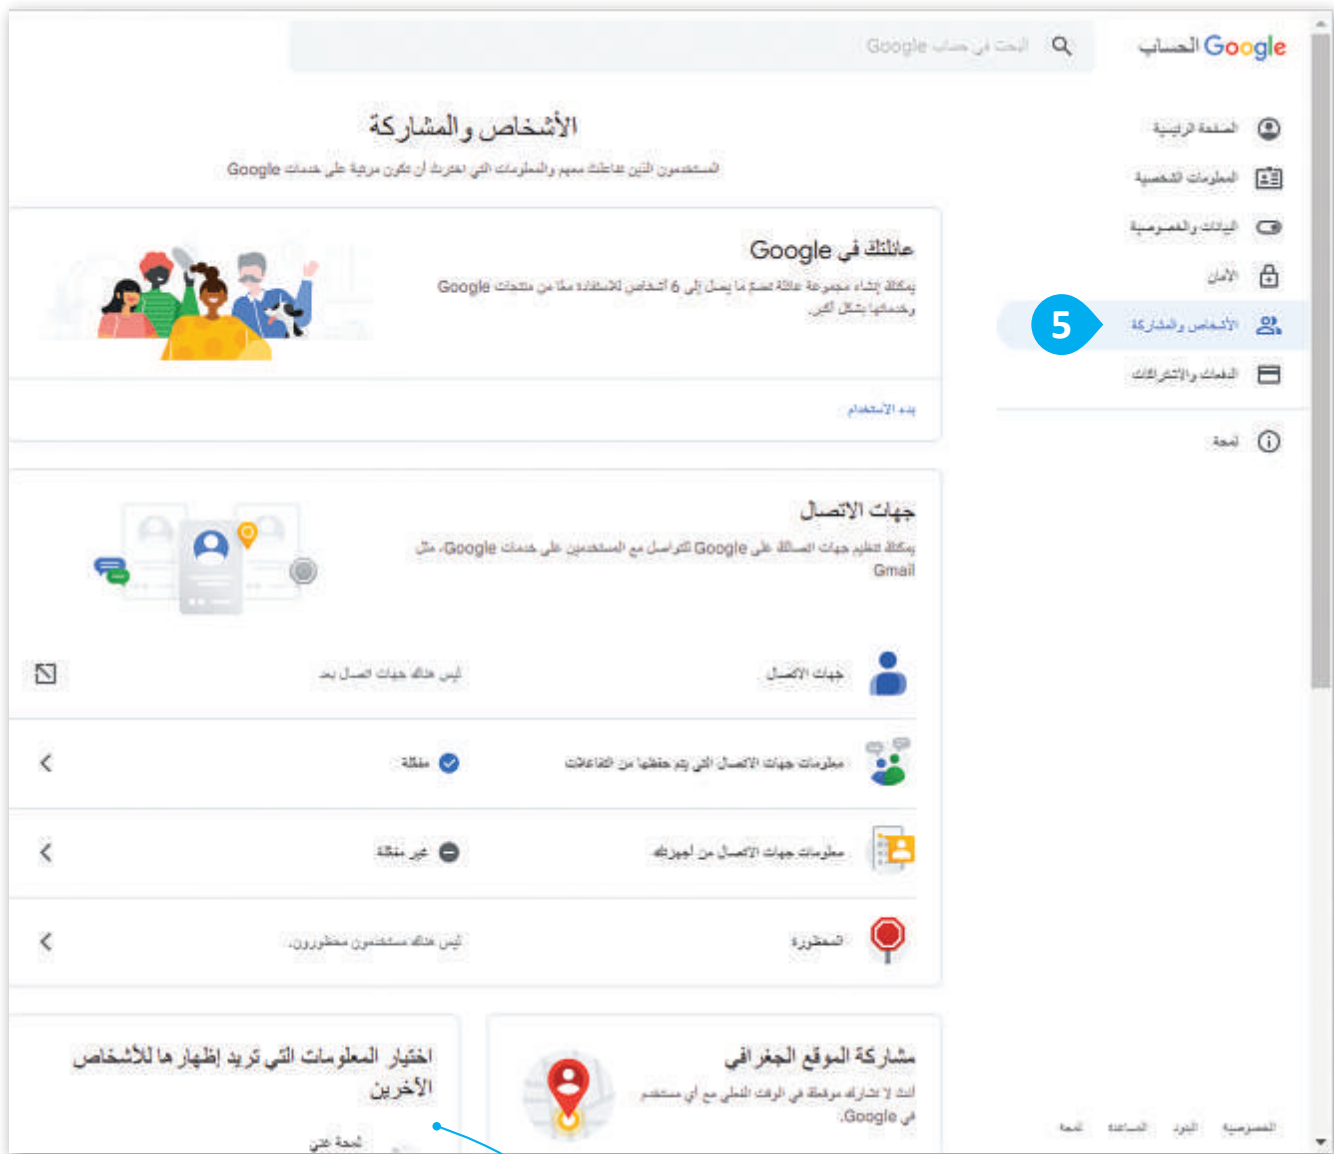 Google الحساب
البحث في حساب Google
الصفحة الرئيسية
المعلومات الشخصية
البيانات والخصوصية
الأمان
5
الأشخاص والمشاركة
الدفعات والاشتراكات
لمحة
الأشخاص والمشاركة
المستخدمون الذين تفاعلت معهم والمعلومات التي اخترت أن تكون مرئية على خدمات Google
عائلتك في Google
يمكنك إنشاء مجموعة عائلة تضمّ ما يصل إلى 6 أشخاص للاستفادة معًا من منتجات Google
وخدماتها بشكل أكبر.
بدء الاستخدام
جهات الاتصال
يمكنك تنظيم جهات اتصالك على Google للتواصل مع المستخدمين على خدمات Google، مثل
Gmail
جهات الاتصال
ليس هناك جهات اتصال بعد
معلومات جهات الاتصال التي يتم حفظها من التفاعلات
مفعّلة
معلومات جهات الاتصال من أجهزتك
غير مفعّلة
المحظورة
ليس هناك مستخدمون محظورون.
مشاركة الموقع الجغرافي
أنت لا تشارك موقعك في الوقت الفعلي مع أي مستخدم
في Google.
اختيار المعلومات التي تريد إظهارها للأشخاص
الآخرين
لمحة عني
الخصوصية البنود المساعدة لمحة